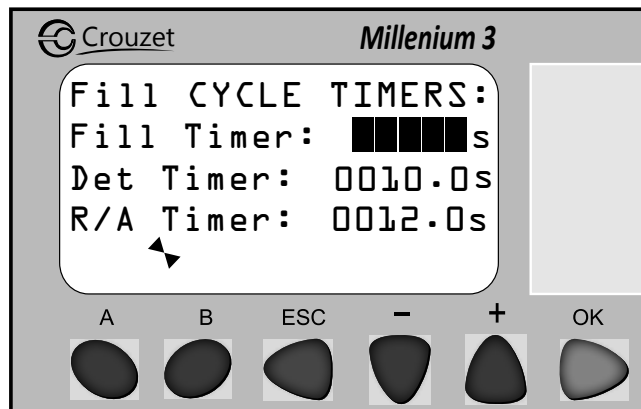 Crouzet Millenium 3
Fill CYCLE TIMERS:
Fill Timer: s
Det Timer: 0010.0s
R/A Timer: 0012.0s
A B ESC - + OK